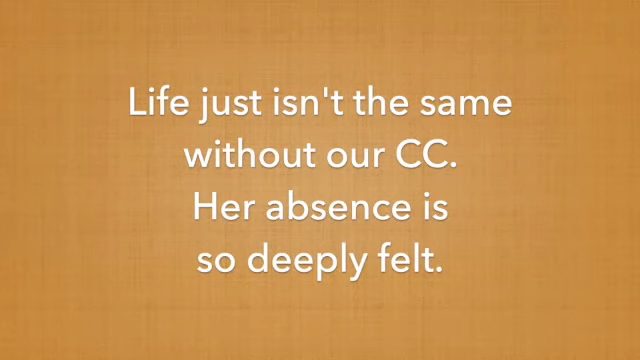 Life just isn't the same
without our CC.
Her absence is
so deeply felt.